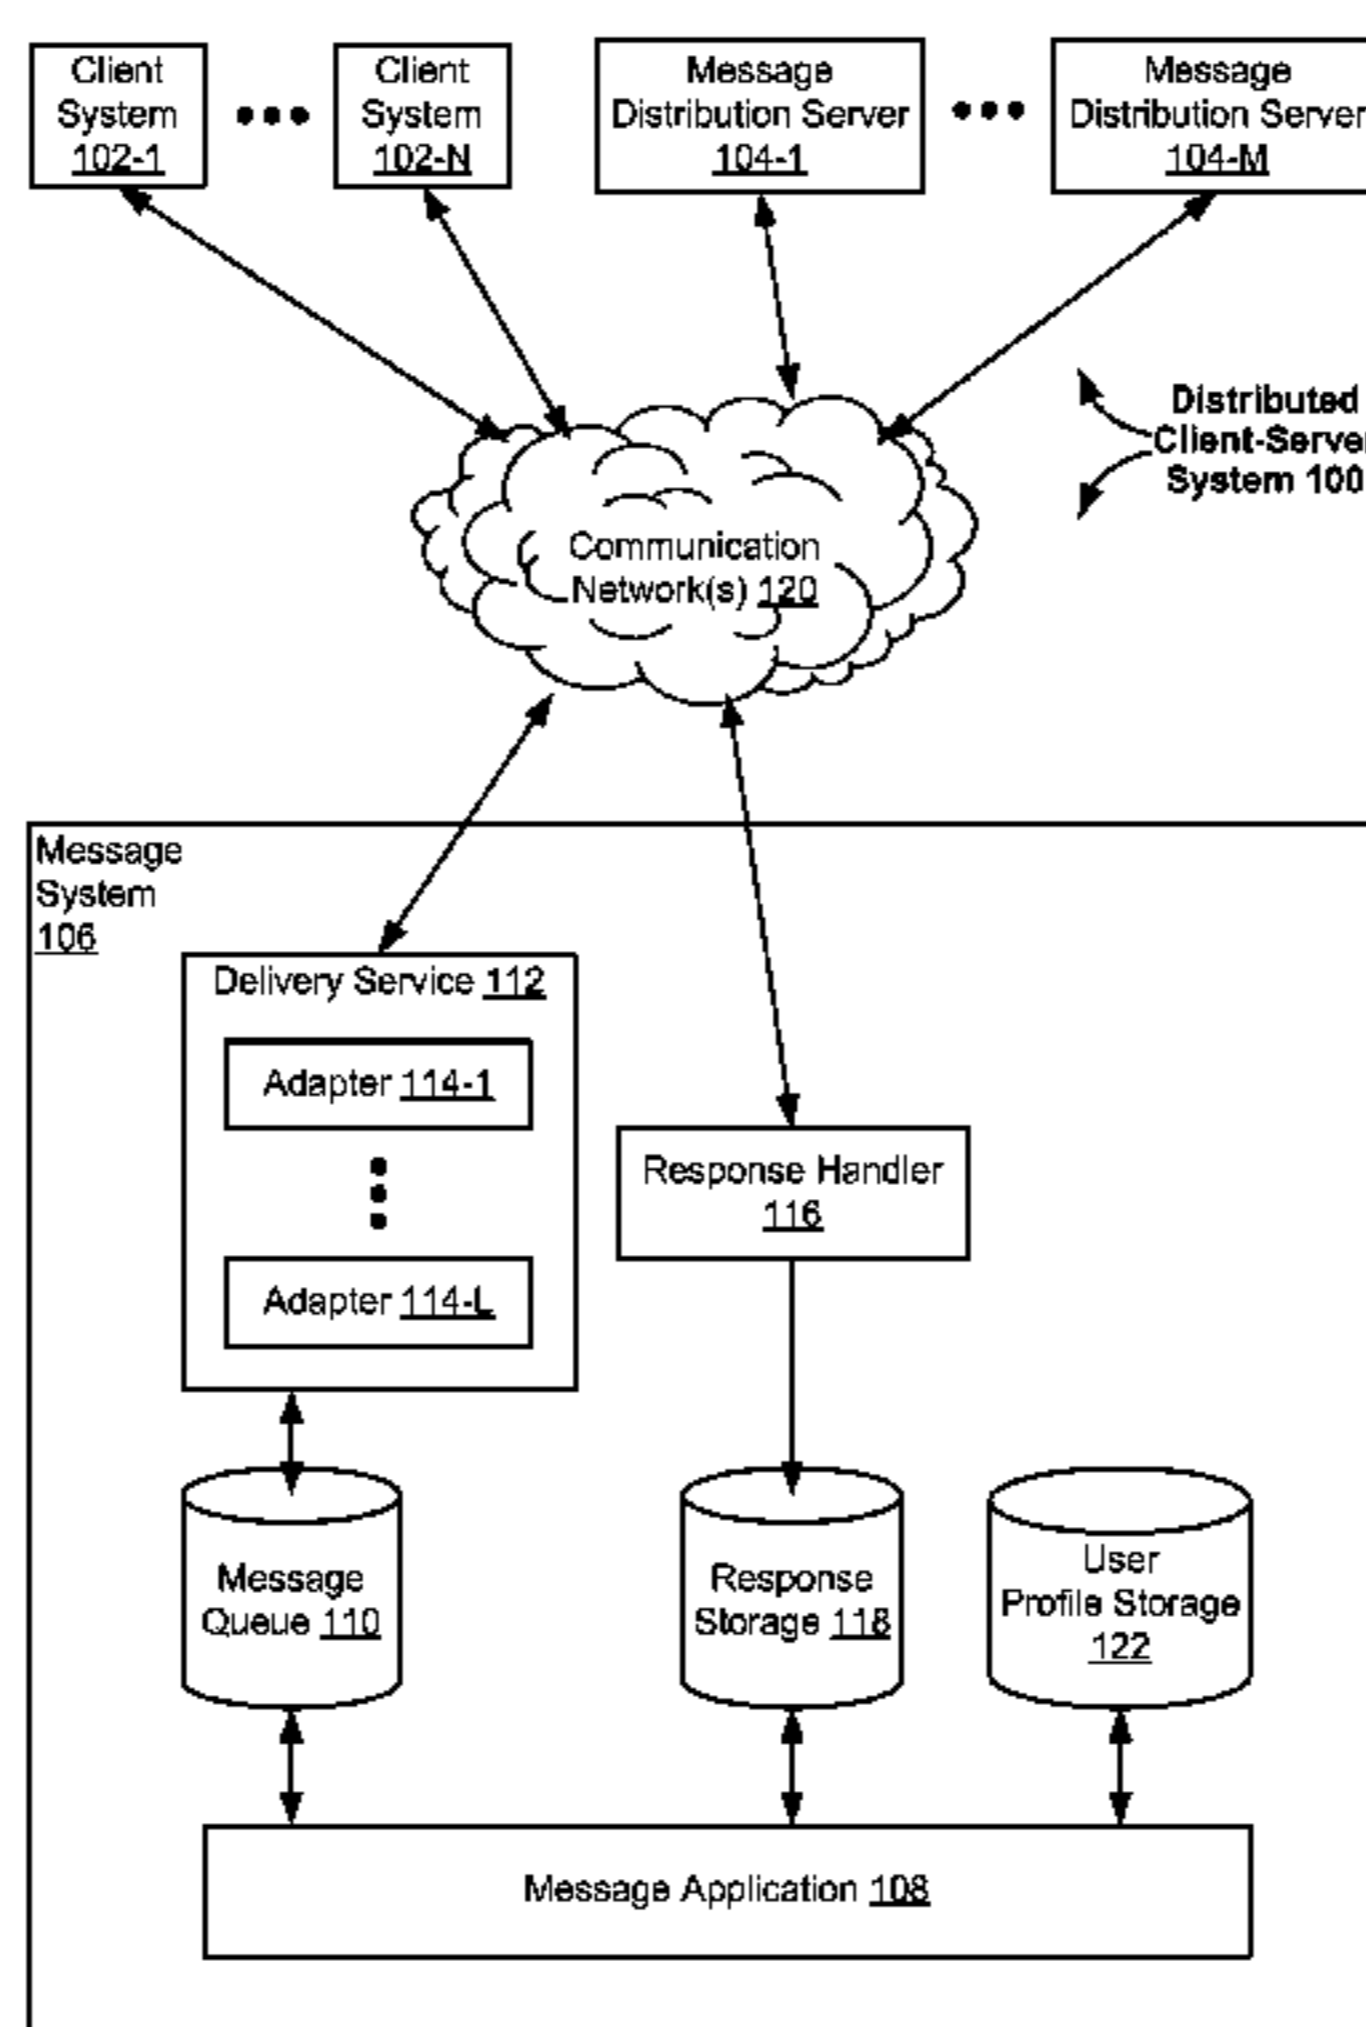 Client
System
102-1
Client
System
102-N
Message
Distribution Server
104-1
Message
Distribution Server
104-M
Distributed
Client-Server
System 100
Communication
Network(s) 120
Message
System
106
Delivery Service 112
Adapter 114-1
Adapter 114-L
Response Handler
116
Message
Queue 110
Response
Storage 118
User
Profile Storage
122
Message Application 108